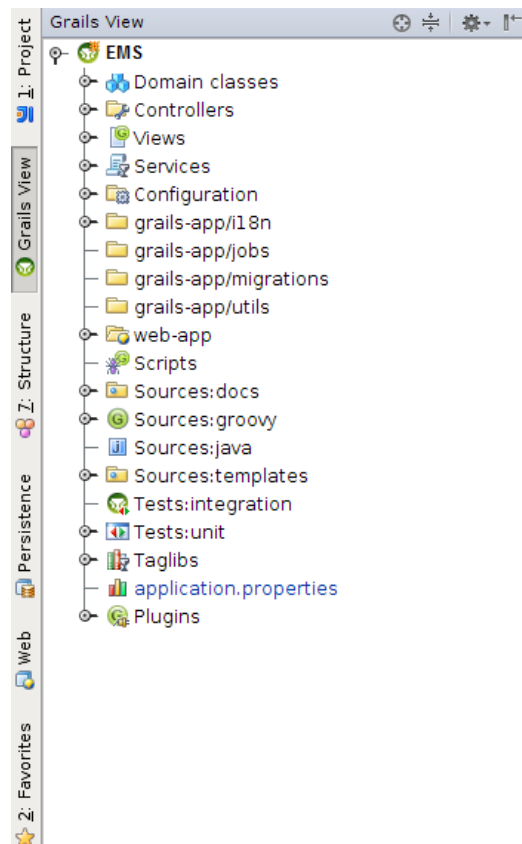 Grails View
EMS
Domain classes
Controllers
Views
Services
Configuration
grails-app/i18n
grails-app/jobs
grails-app/migrations
grails-app/utils
web-app
Scripts
Sources:docs
Sources:groovy
Sources:java
Sources:templates
Tests:integration
Tests:unit
Taglibs
application.properties
Plugins
1: Project
Grails View
7: Structure
Persistence
Web
2: Favorites